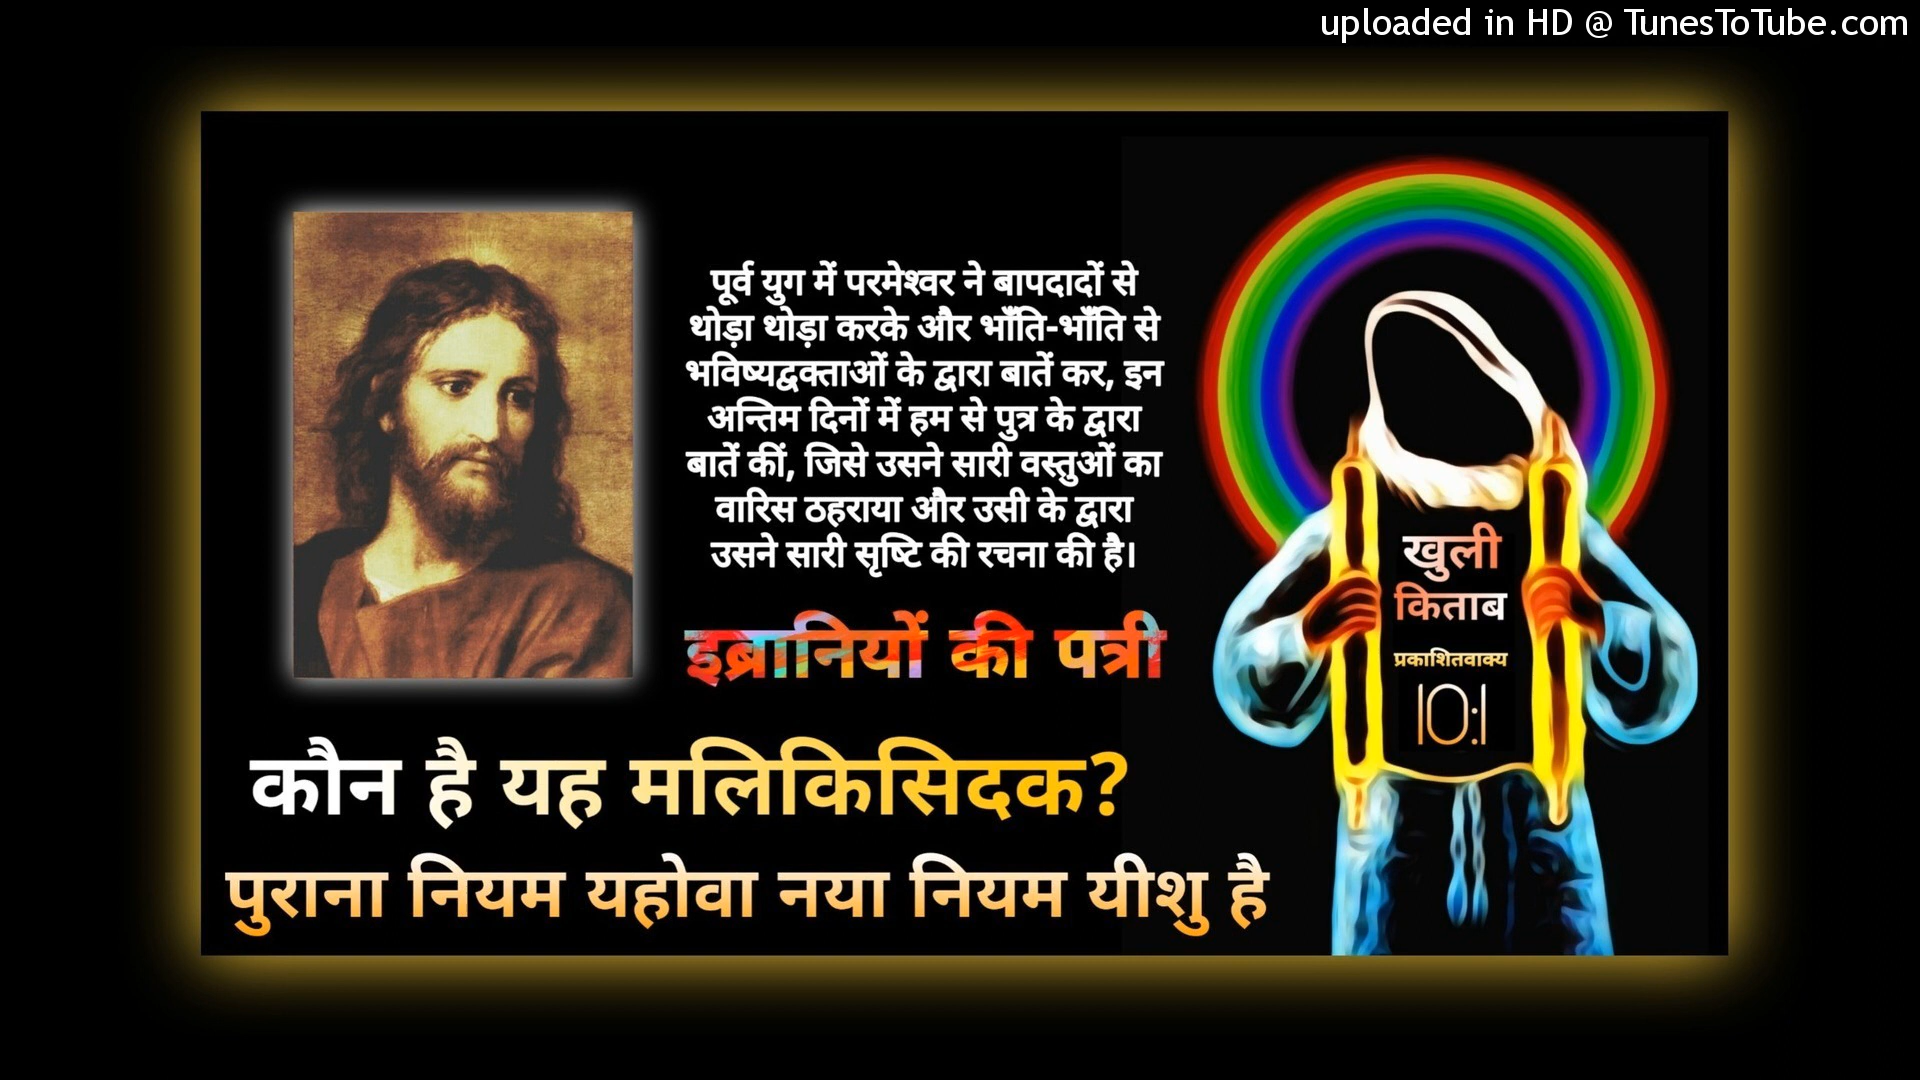 uploaded in HD @ TunesToTube.com
पूर्व युग में परमेश्वर ने बापदादों से
थोड़ा थोड़ा करके और भाँति-भाँति से
भविष्यद्वक्ताओं के द्वारा बातें कर, इन
अन्तिम दिनों में हम से पुत्र के द्वारा
बातें कीं, जिसे उसने सारी वस्तुओं का
वारिस ठहराया और उसी के द्वारा
उसने सारी सृष्टि की रचना की है।
इब्रानियों की पत्री
कौन है यह मलिकिसिदक?
पुराना नियम यहोवा नया नियम यीशु है
खुली
किताब
प्रकाशितवाक्य
10:1